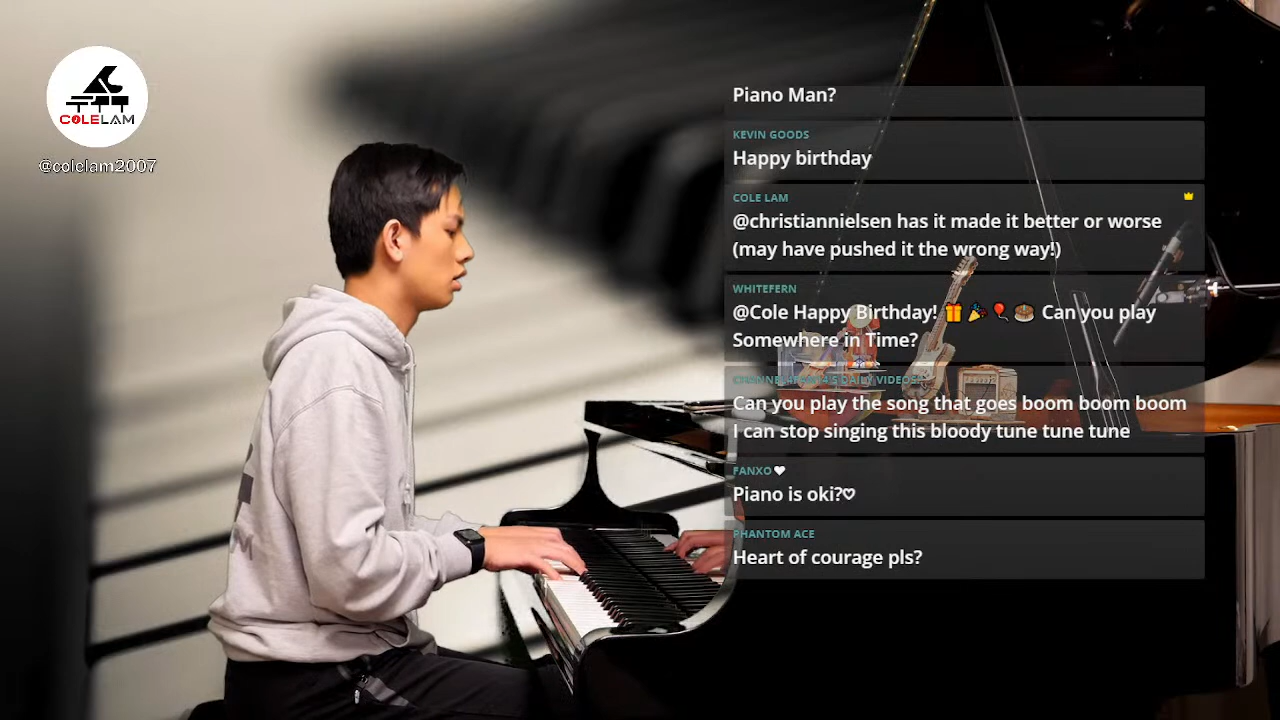 COLELAM
@colelam2007
Piano Man?
KEVIN GOODS
Happy birthday
COLE LAM
@christiannielsen has it made it better or worse
(may have pushed it the wrong way!)
WHITEFERN
@Cole Happy Birthday! 🎁🎉🎈🎂 Can you play
Somewhere in Time?
Can you play the song that goes boom boom boom
I can stop singing this bloody tune tune tune
FANXO🤍
Piano is oki?♡
PHANTOM ACE
Heart of courage pls?